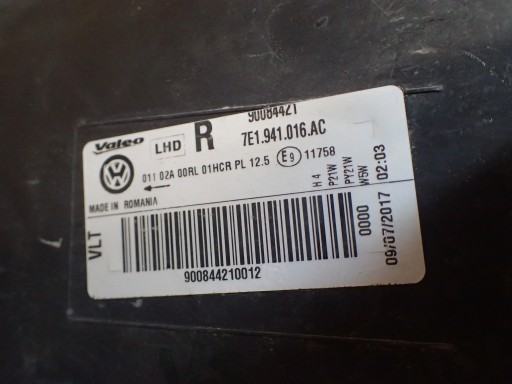 90084421
Valeo LHD R 7E1.941.016.AC
011 02A 00RL 01HCR PL 12.5 E9 11758
MADE IN ROMANIA
H4
P21W
PY21W
W5W
VLT
0000
09/07/2017 02:03
900844210012